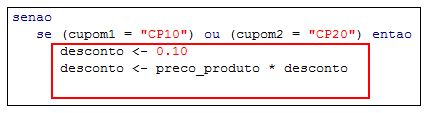 senao
se (cupom1 = "CP10") ou (cupom2 = "CP20") entao
desconto <- 0.10
desconto <- preco_produto * desconto